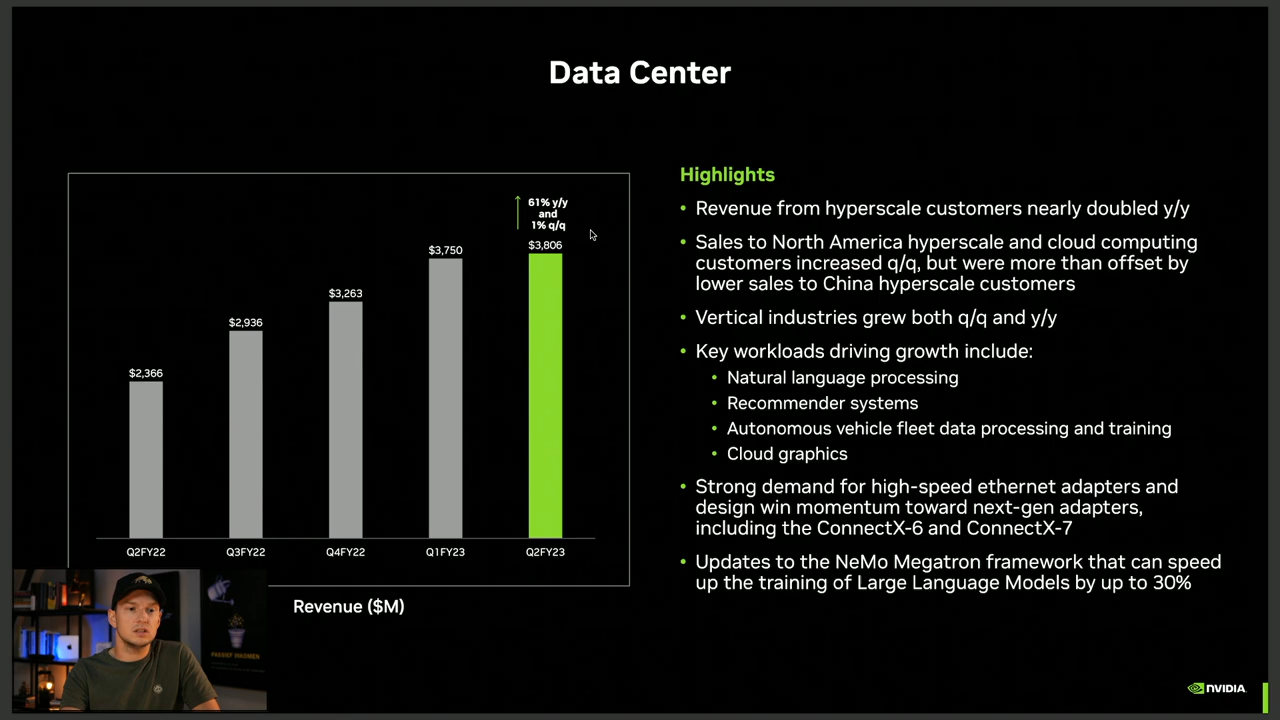 Data Center
61% y/y
and
1% q/q
$2,366
$2,936
$3,263
$3,750
$3,806
Q2FY22
Q3FY22
Q4FY22
Q1FY23
Q2FY23
Revenue ($M)
Highlights
• Revenue from hyperscale customers nearly doubled y/y
• Sales to North America hyperscale and cloud computing
customers increased q/q, but were more than offset by
lower sales to China hyperscale customers
• Vertical industries grew both q/q and y/y
• Key workloads driving growth include:
• Natural language processing
• Recommender systems
• Autonomous vehicle fleet data processing and training
• Cloud graphics
• Strong demand for high-speed ethernet adapters and
design win momentum toward next-gen adapters,
including the ConnectX-6 and ConnectX-7
• Updates to the NeMo Megatron framework that can speed
up the training of Large Language Models by up to 30%
NVIDIA